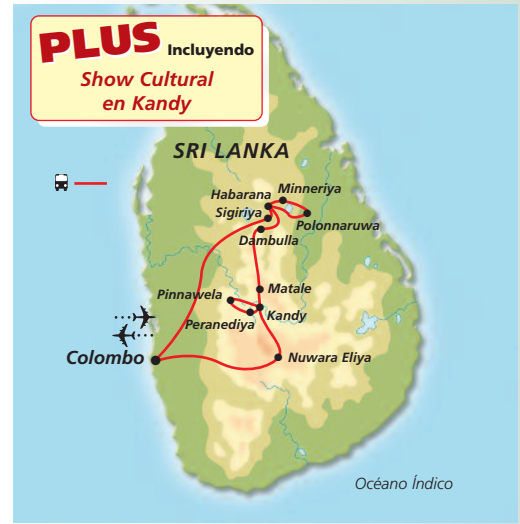 PLUS Incluyendo
Show Cultural
en Kandy
SRI LANKA
Habarana
Minneriya
Sigiriya
Polonnaruwa
Dambulla
Matale
Pinnawela
Kandy
Peranediya
Colombo
Nuwara Eliya
Océano Índico